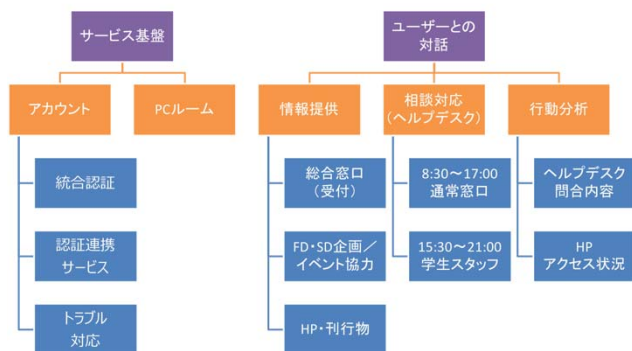 サービス基盤
アカウント
PCルーム
統合認証
認証連携
サービス
トラブル
対応
ユーザーとの
対話
情報提供
相談対応
(ヘルプデスク)
行動分析
総合窓口
(受付)
FD・SD企画／
イベント協力
HP・刊行物
8:30～17:00
通常窓口
15:30～21:00
学生スタッフ
ヘルプデスク
問合内容
HP
アクセス状況